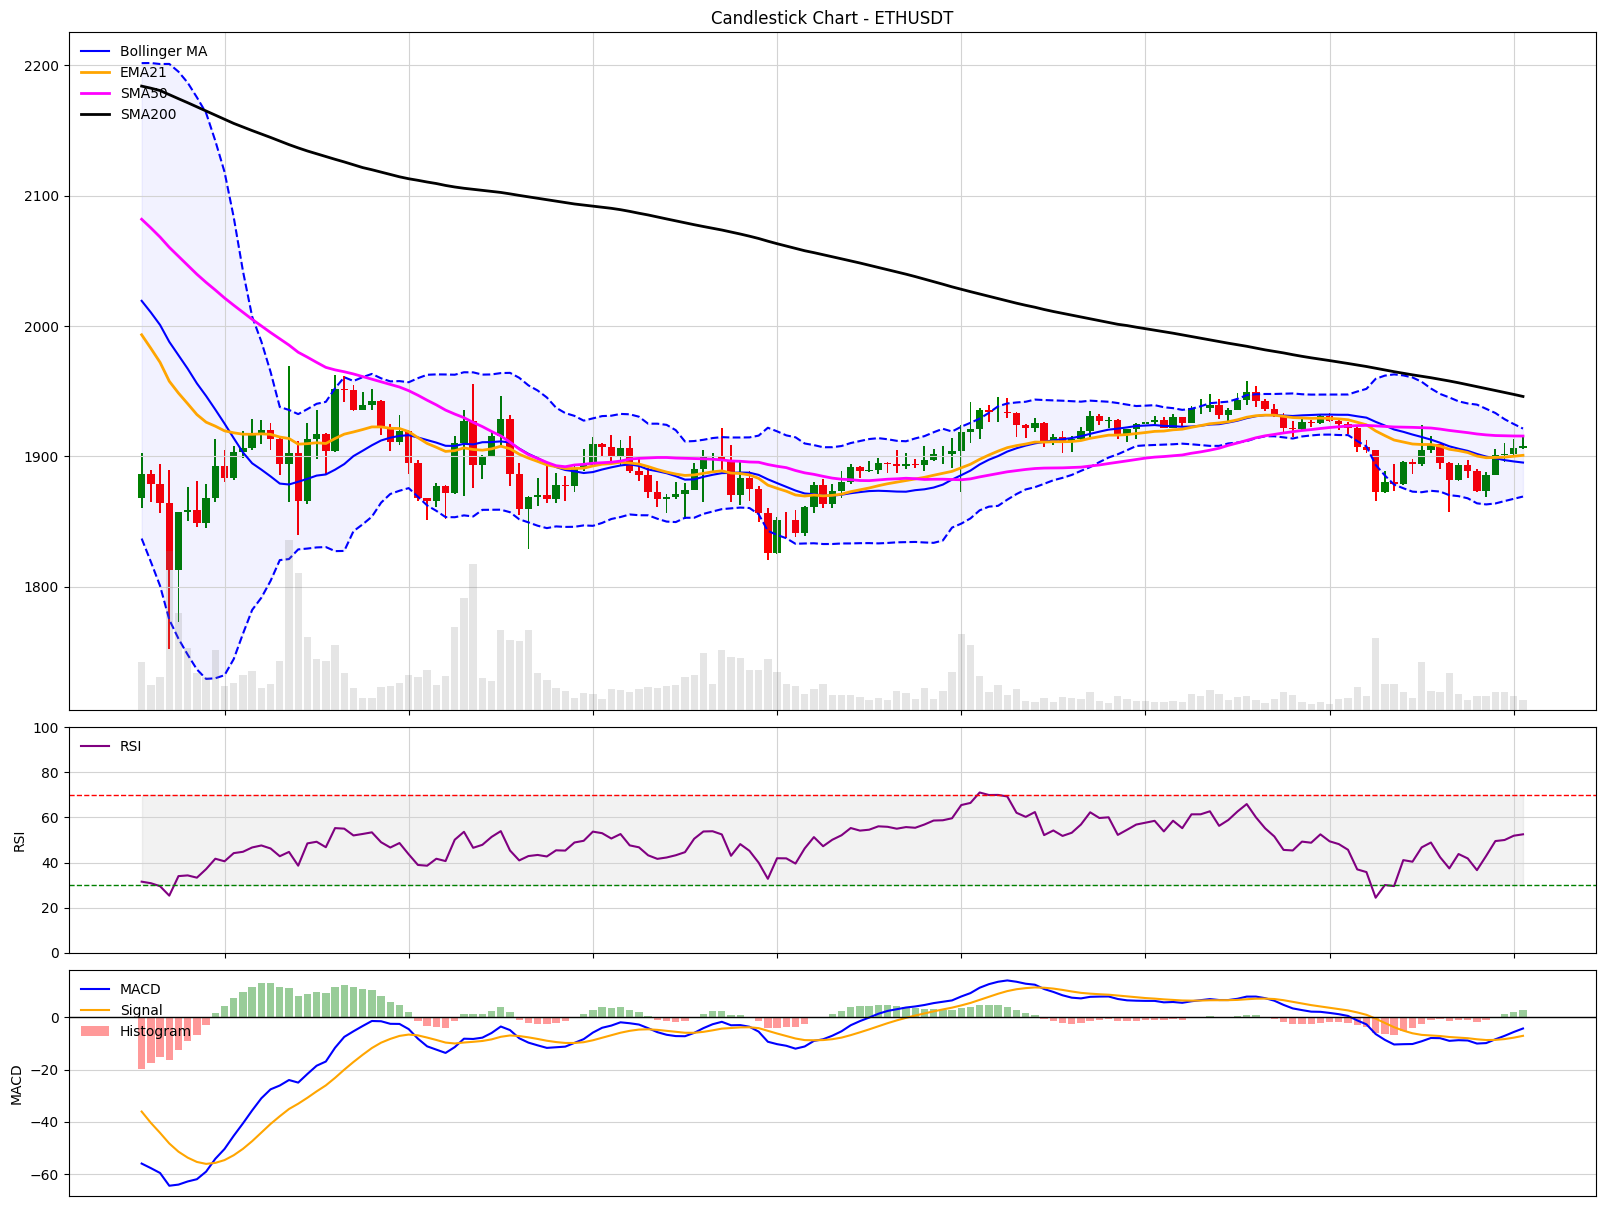 Candlestick Chart - ETHUSDT
Bollinger MA
EMA21
SMA50
SMA200
2200
2100
2000
1900
1800
RSI
100
80
60
40
20
0
RSI
MACD
Signal
Histogram
0
−20
−40
−60
MACD